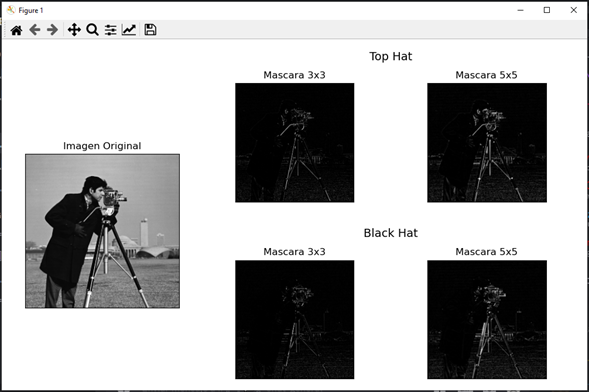 Figure 1
Top Hat
Mascara 3x3
Mascara 5x5
Imagen Original
Black Hat
Mascara 3x3
Mascara 5x5